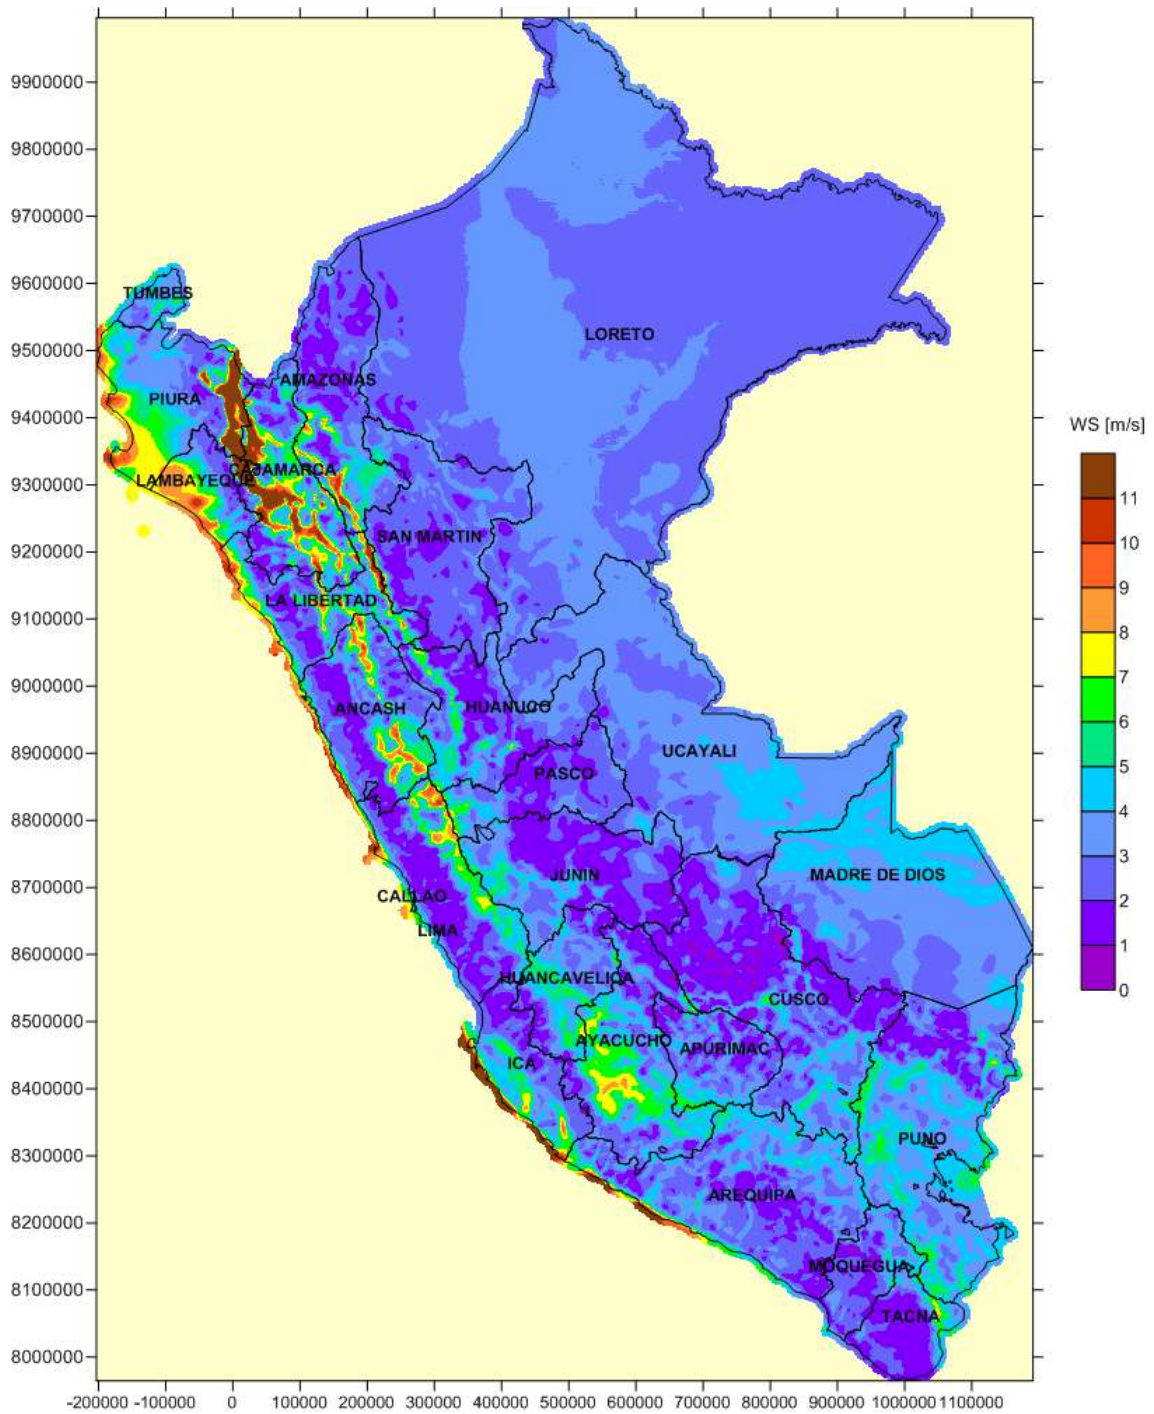 9900000
9800000
9700000
9600000
9500000
9400000
9300000
9200000
9100000
9000000
8900000
8800000
8700000
8600000
8500000
8400000
8300000
8200000
8100000
8000000
TUMBES
LORETO
AMAZONAS
PIURA
CAJAMARCA
LAMBAYEQUE
SAN MARTIN
LA LIBERTAD
ANCASH
HUANUCO
UCAYALI
PASCO
JUNIN
MADRE DE DIOS
CALLAO
LIMA
HUANCAVELICA
CUSCO
AYACUCHO
APURIMAC
ICA
PUNO
AREQUIPA
MOQUEGUA
TACNA
WS [m/s]
11
10
9
8
7
6
5
4
3
2
1
0
-200000 -100000 0 100000 200000 300000 400000 500000 600000 700000 800000 900000 1000000 1100000